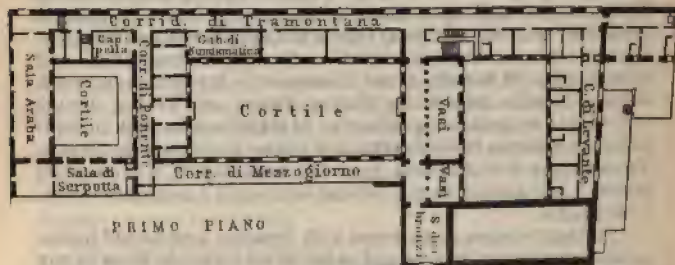 Corrid. di Tramontana
Cap-
pella
Gab. di
Numismatica
Sala Araba
Cortile
Corr. di Ponente
Cortile
Vasi
C. di Levante
Sala di
Serpotta
Corr. di Mezzogiorno
Vasi
PRIMO PIANO
S. dei
bronzi